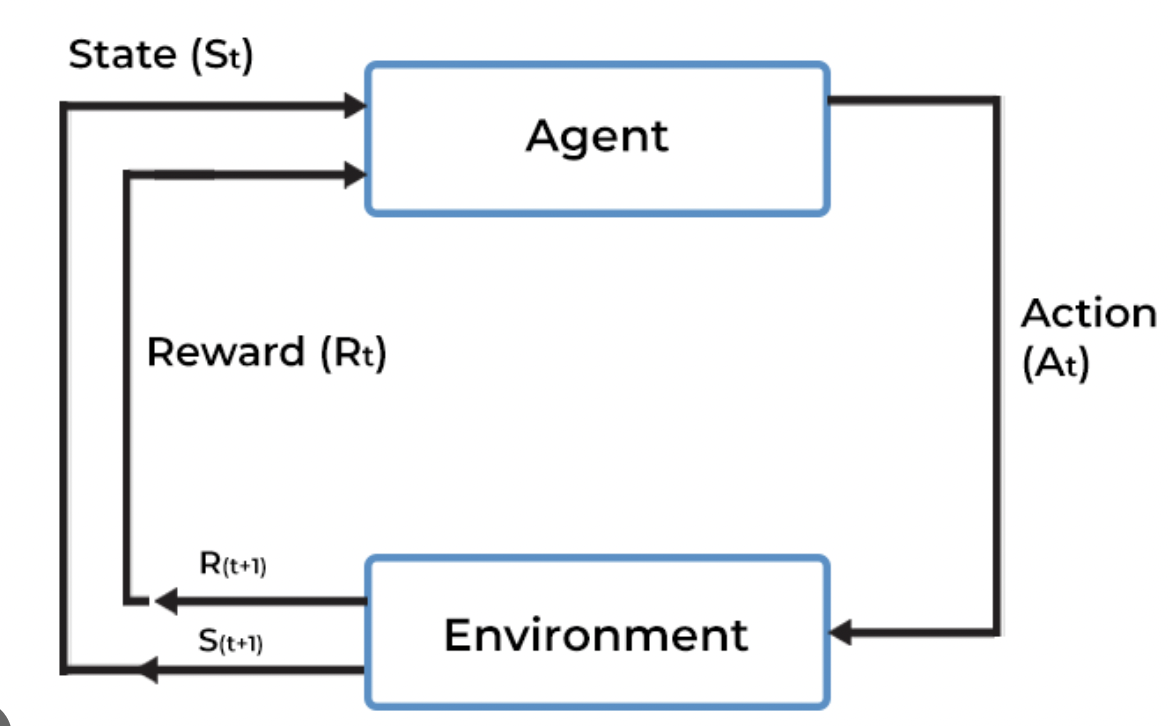 State (St)
Agent
Action
(At)
Reward (Rt)
R(t+1)
S(t+1)
Environment